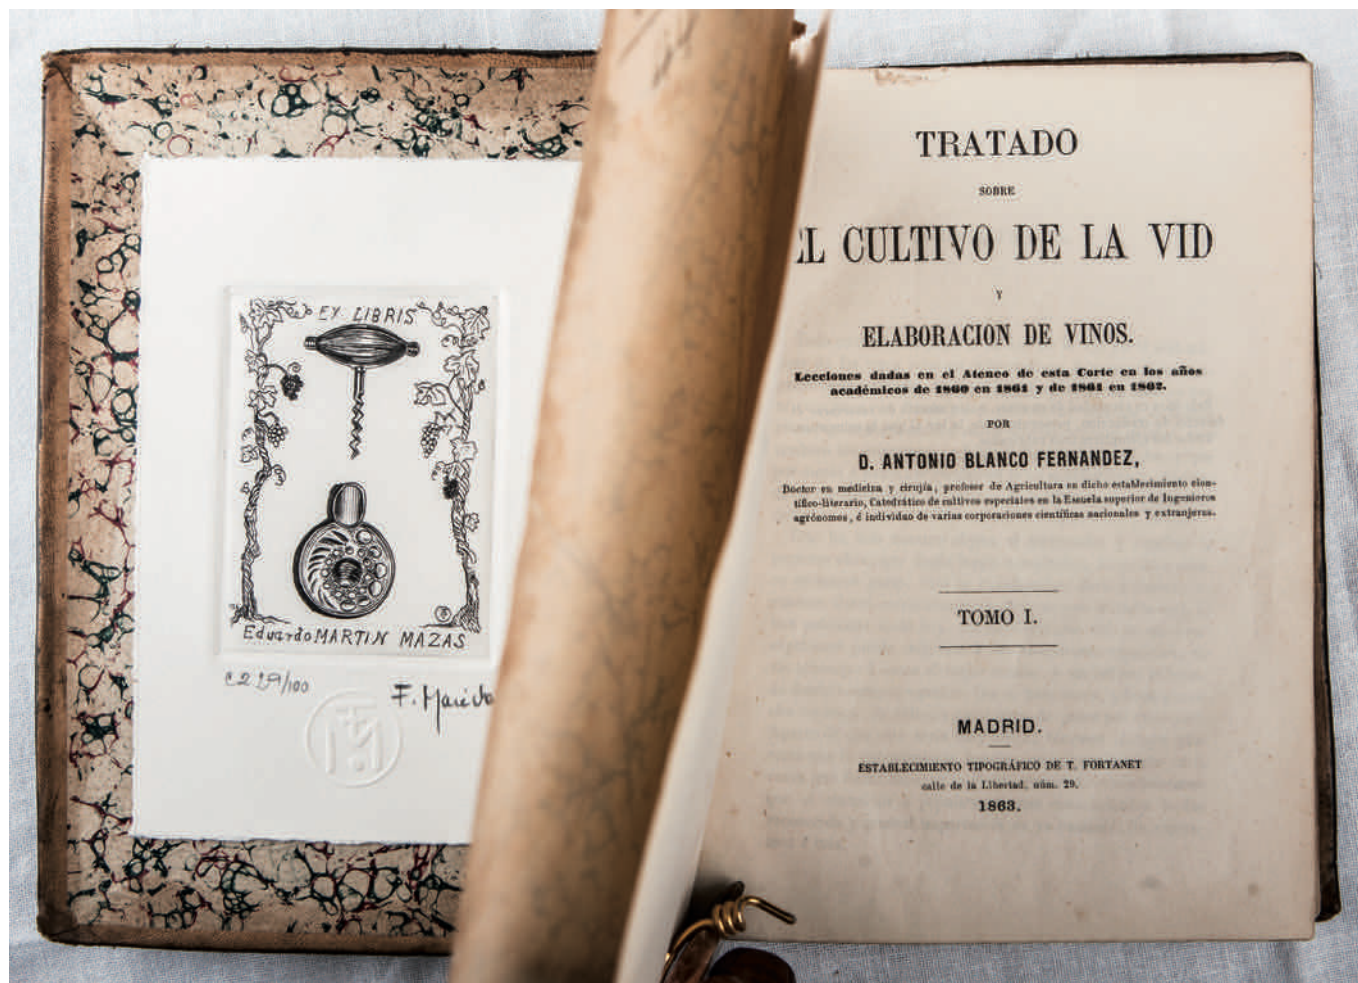 EX LIBRIS
Eduardo MARTIN MAZAS
C2 29/100
TRATADO
SOBRE
EL CULTIVO DE LA VID
Y
ELABORACION DE VINOS.
Lecciones dadas en el Ateneo de esta Corte en los años
académicos de 1860 en 1861 y de 1861 en 1862.
POR
D. ANTONIO BLANCO FERNANDEZ,
Doctor en medicina y cirujía, profesor de Agricultura en dicho establecimiento cien-
tífico-literario, Catedrático de cultivos especiales en la Escuela superior de Ingenieros
agrónomos, é individuo de varias corporaciones científicas nacionales y extranjeras.
TOMO I.
MADRID.
ESTABLECIMIENTO TIPOGRÁFICO DE T. FORTANET
calle de la Libertad, núm. 29.
1863.